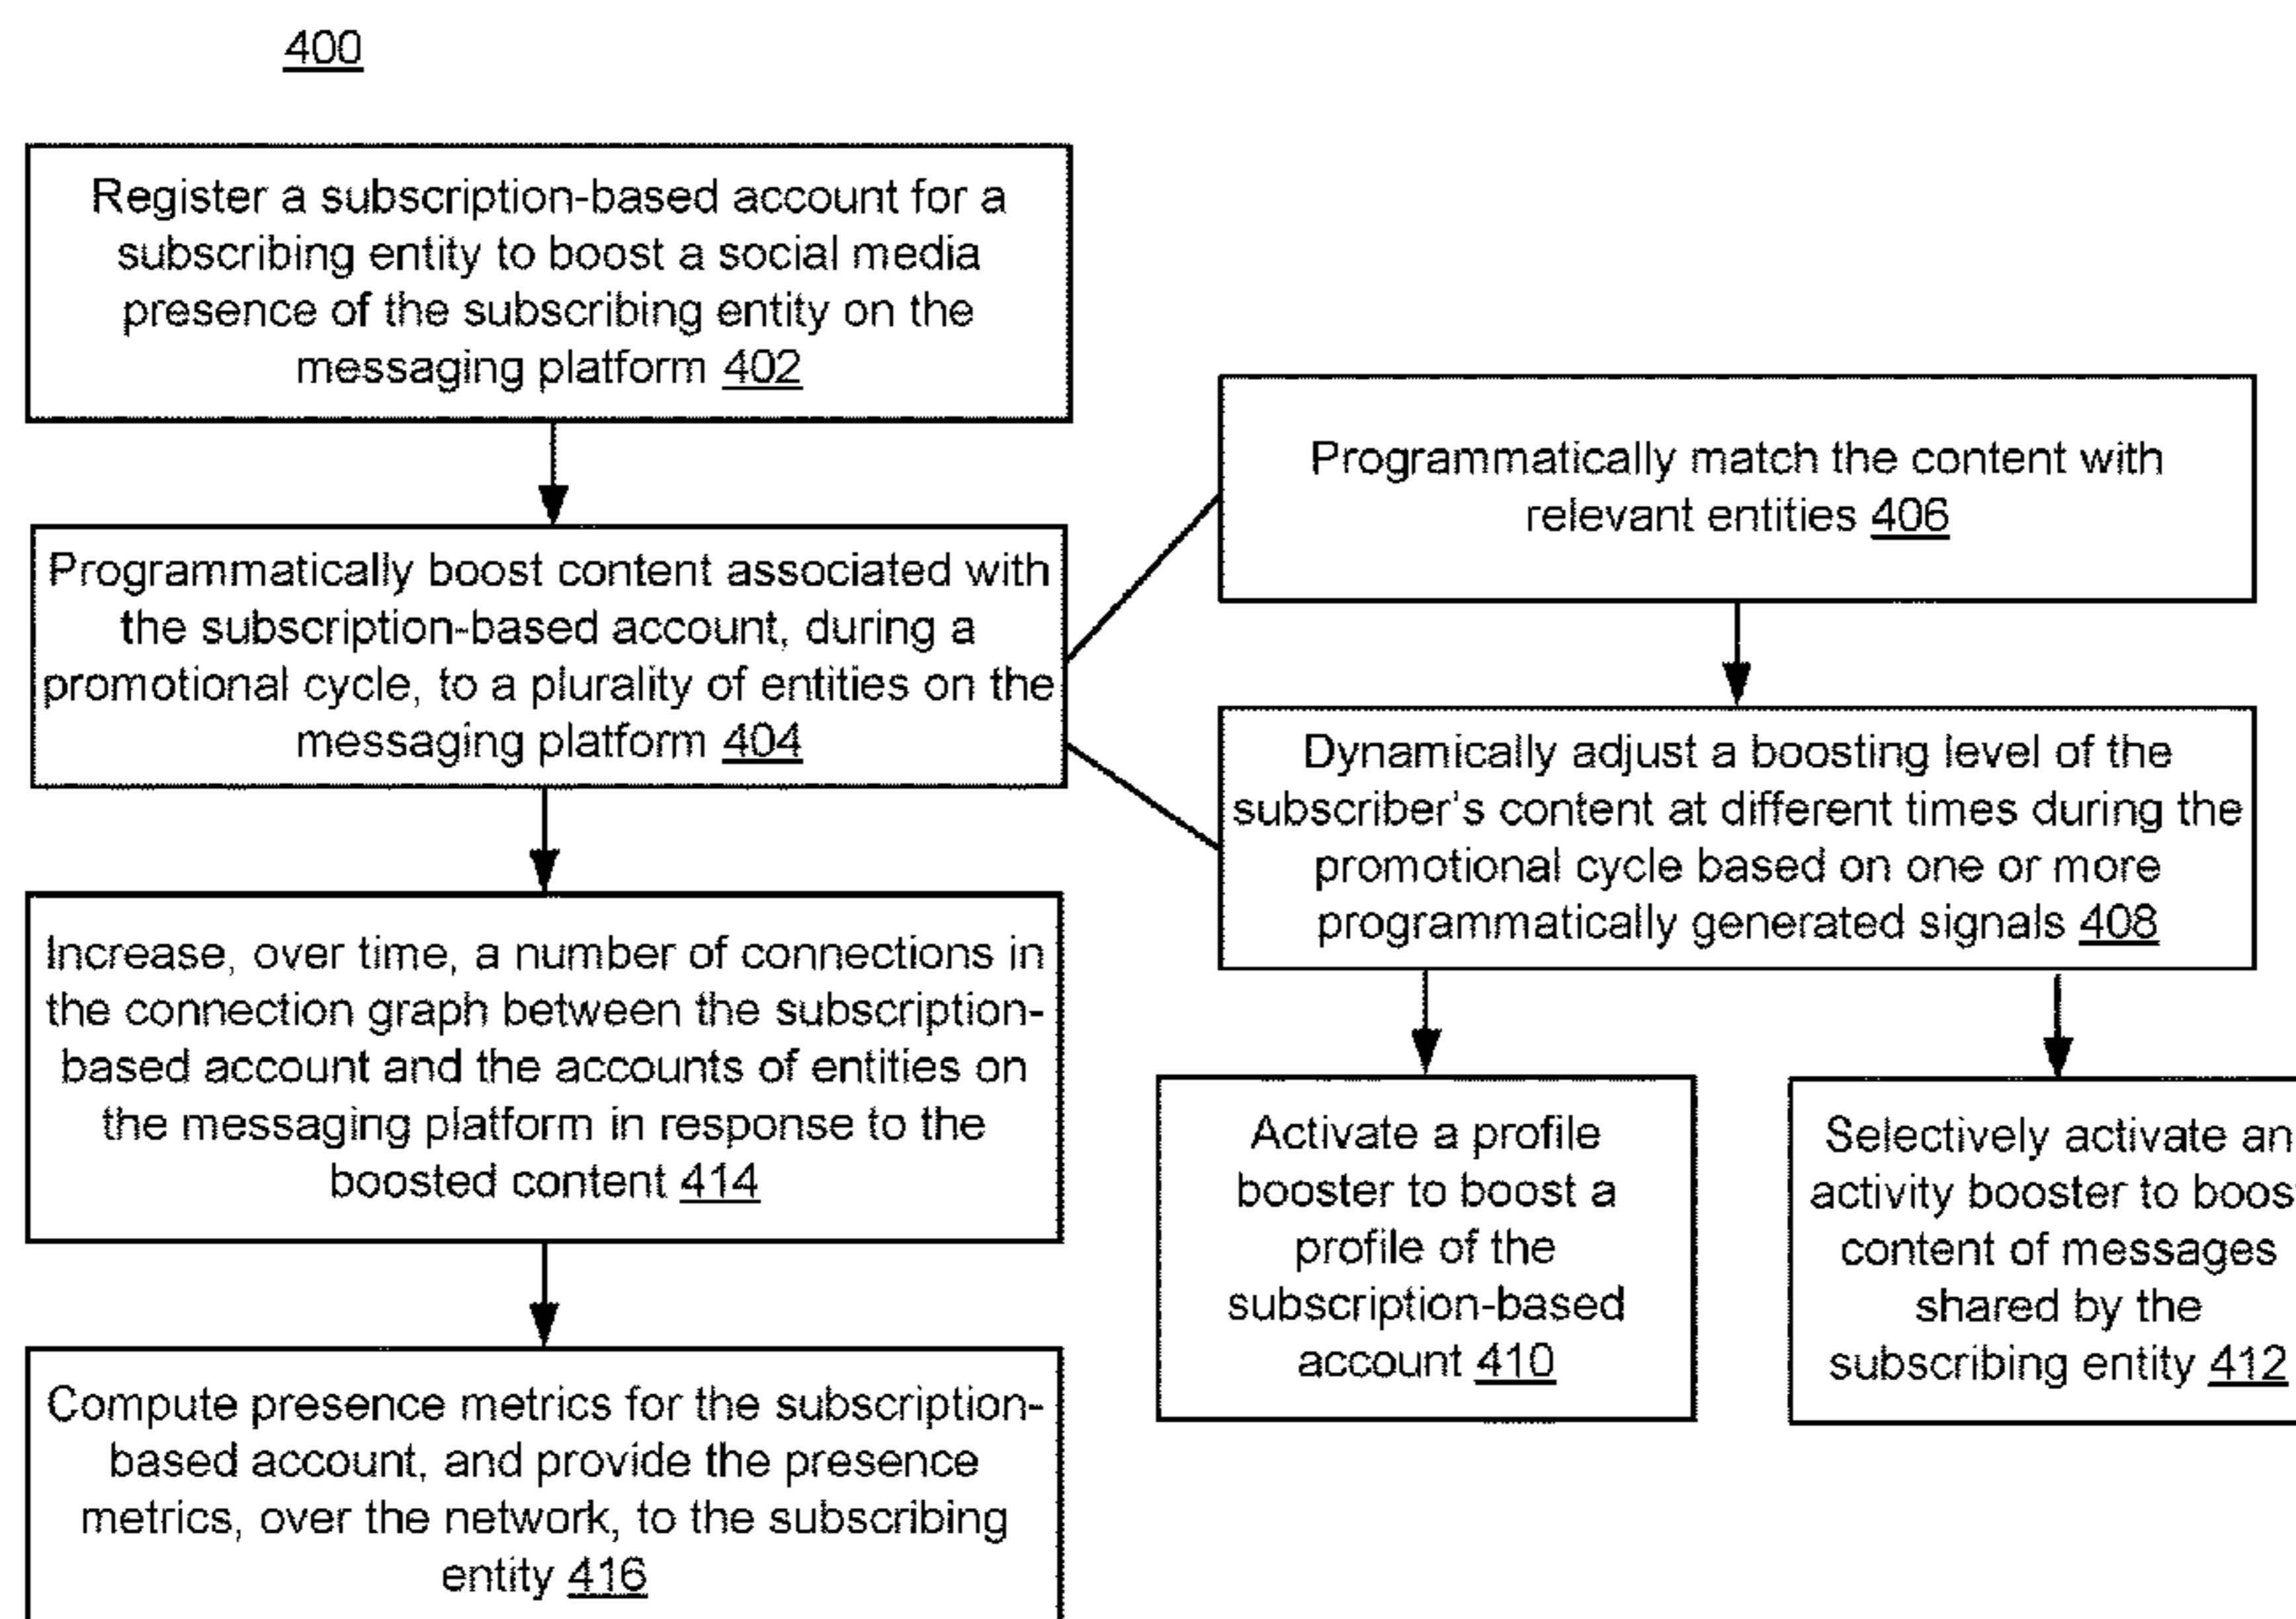 400
Register a subscription-based account for a
subscribing entity to boost a social media
presence of the subscribing entity on the
messaging platform 402
Programmatically boost content associated with
the subscription-based account, during a
promotional cycle, to a plurality of entities on the
messaging platform 404
Programmatically match the content with
relevant entities 406
Dynamically adjust a boosting level of the
subscriber's content at different times during the
promotional cycle based on one or more
programmatically generated signals 408
Activate a profile
booster to boost a
profile of the
subscription-based
account 410
Selectively activate an
activity booster to boos
content of messages
shared by the
subscribing entity 412
Increase, over time, a number of connections in
the connection graph between the subscription-
based account and the accounts of entities on
the messaging platform in response to the
boosted content 414
Compute presence metrics for the subscription-
based account, and provide the presence
metrics, over the network, to the subscribing
entity 416